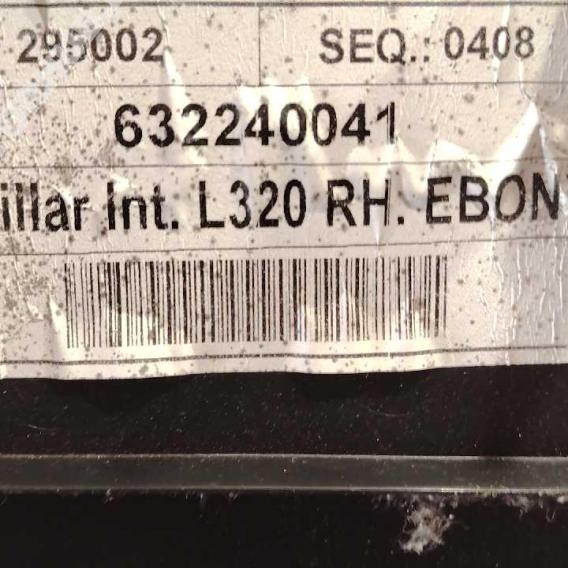 295002 SEQ.: 0408
632240041
illar Int. L320 RH. EBON